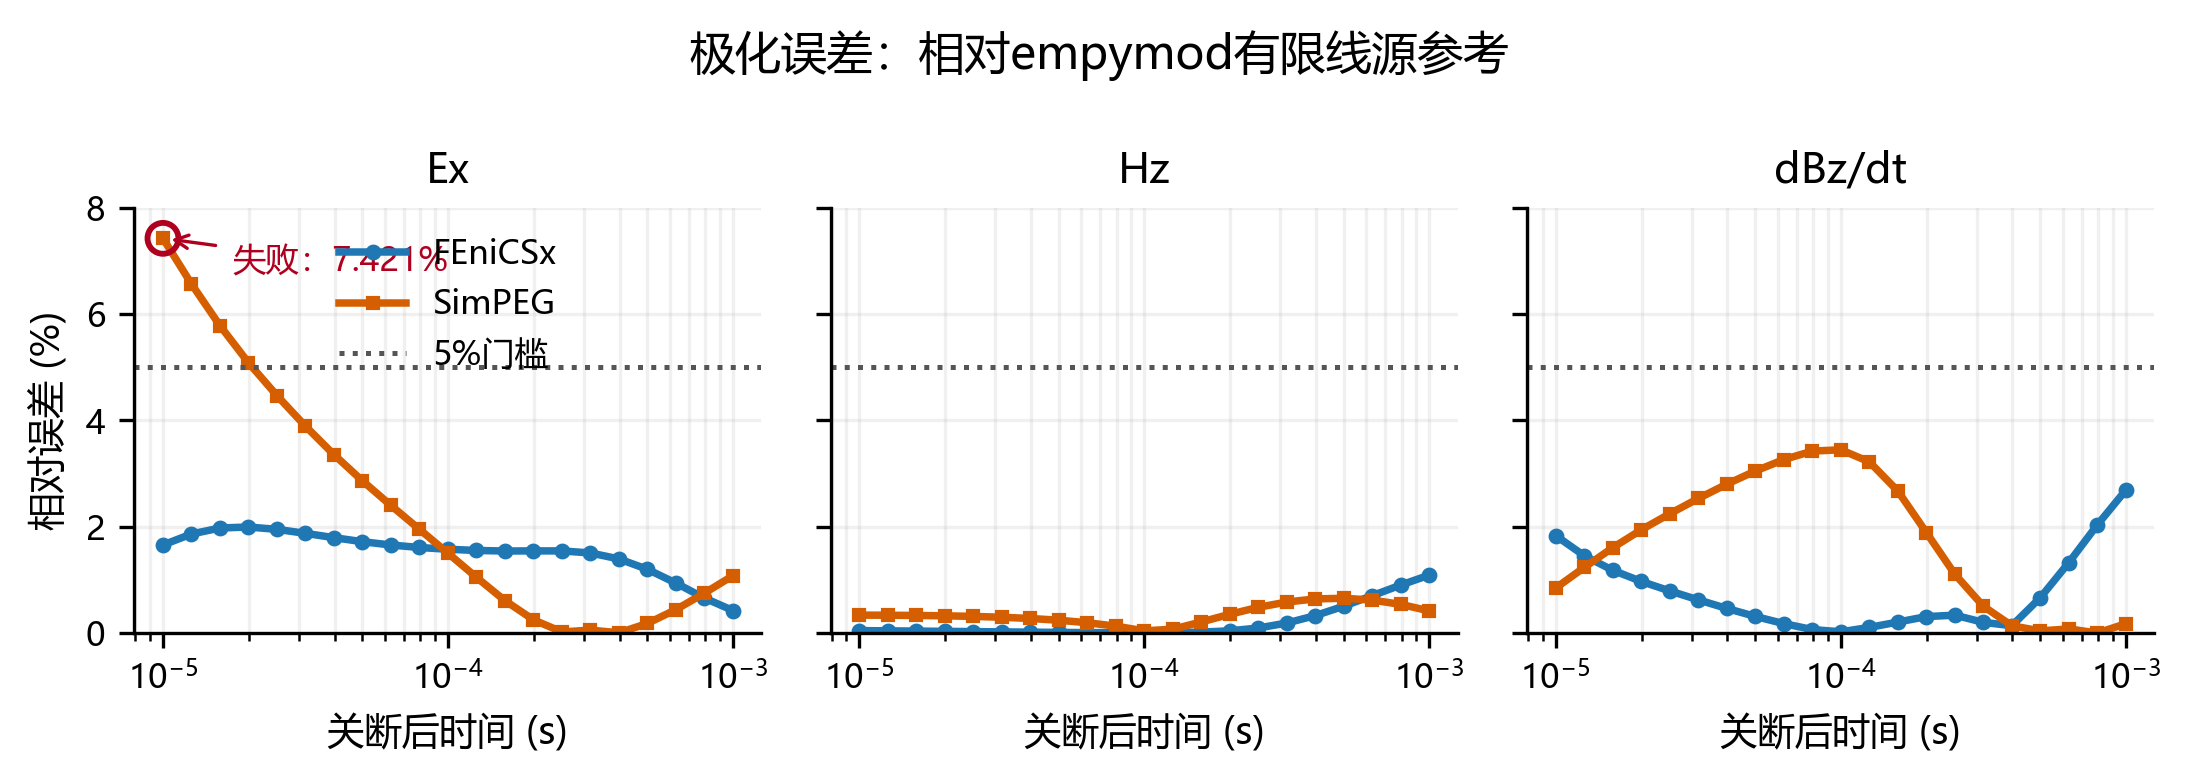 极化误差：相对empymod有限线源参考
Ex
Hz
dBz/dt
相对误差 (%)
8
6
4
2
0
失败：7.421%
FEniCSx
SimPEG
5%门槛
10⁻⁵
10⁻⁴
10⁻³
10⁻⁵
10⁻⁴
10⁻³
10⁻⁵
10⁻⁴
10⁻³
关断后时间 (s)
关断后时间 (s)
关断后时间 (s)